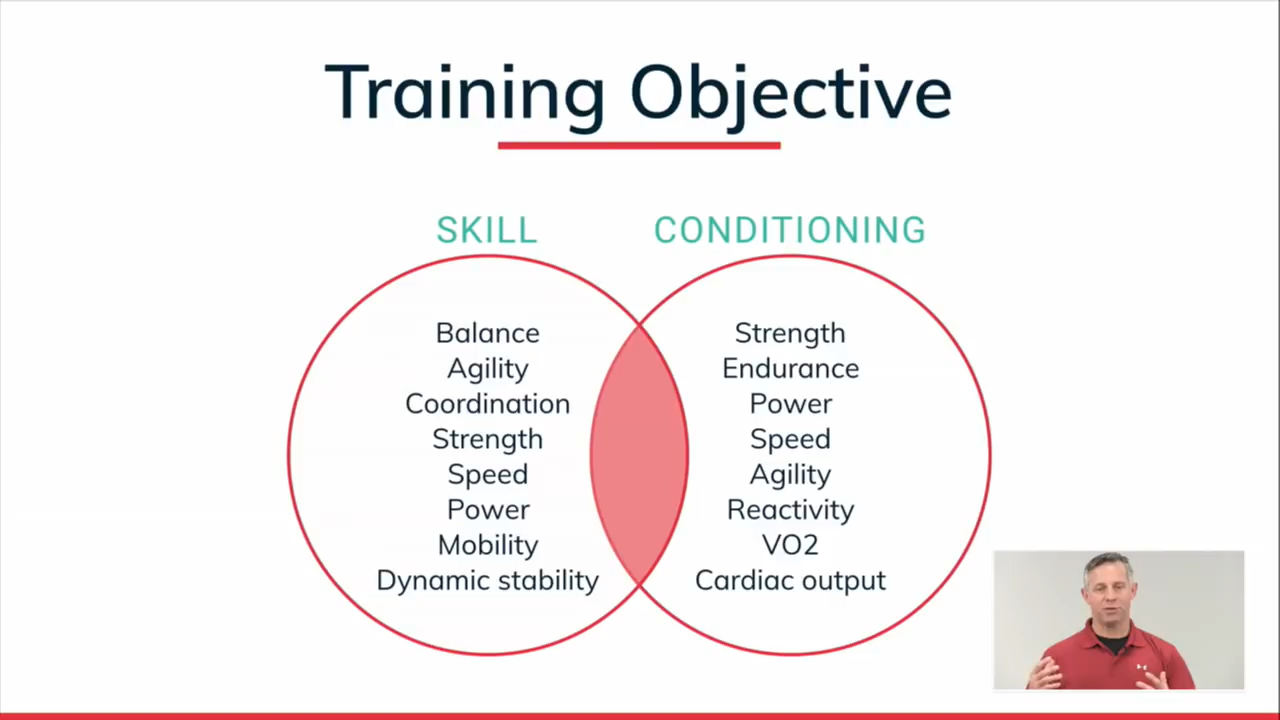 Training Objective
SKILL
CONDITIONING
Balance
Agility
Coordination
Strength
Speed
Power
Mobility
Dynamic stability
Strength
Endurance
Power
Speed
Agility
Reactivity
VO2
Cardiac output